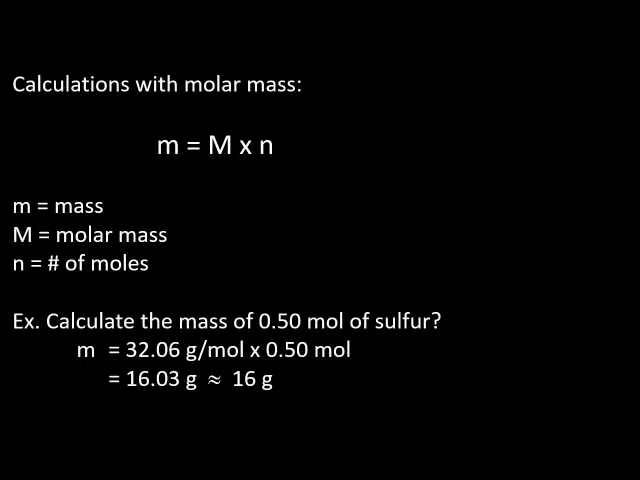 Calculations with molar mass:
m = M x n
m = mass
M = molar mass
n = # of moles
Ex. Calculate the mass of 0.50 mol of sulfur?
m = 32.06 g/mol x 0.50 mol
= 16.03 g ≈ 16 g